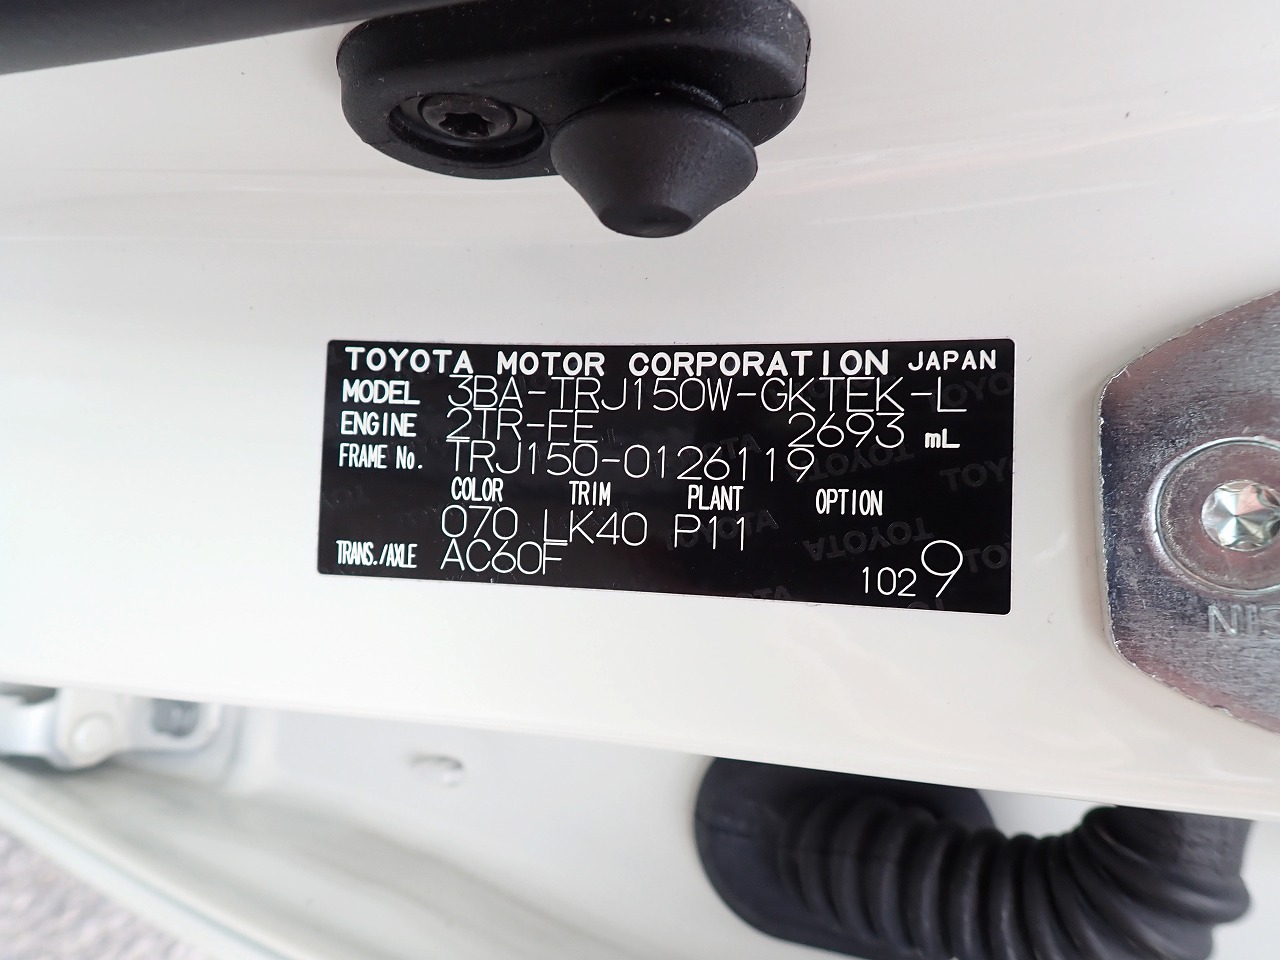 TOYOTA MOTOR CORPORATION JAPAN
MODEL 3BA-TRJ150W-GKTEK-L
ENGINE 2TR-FE 2693 mL
FRAME No. TRJ150-0126119
COLOR TRIM PLANT OPTION
070 LK40 P11
TRANS./AXLE AC60F
1029